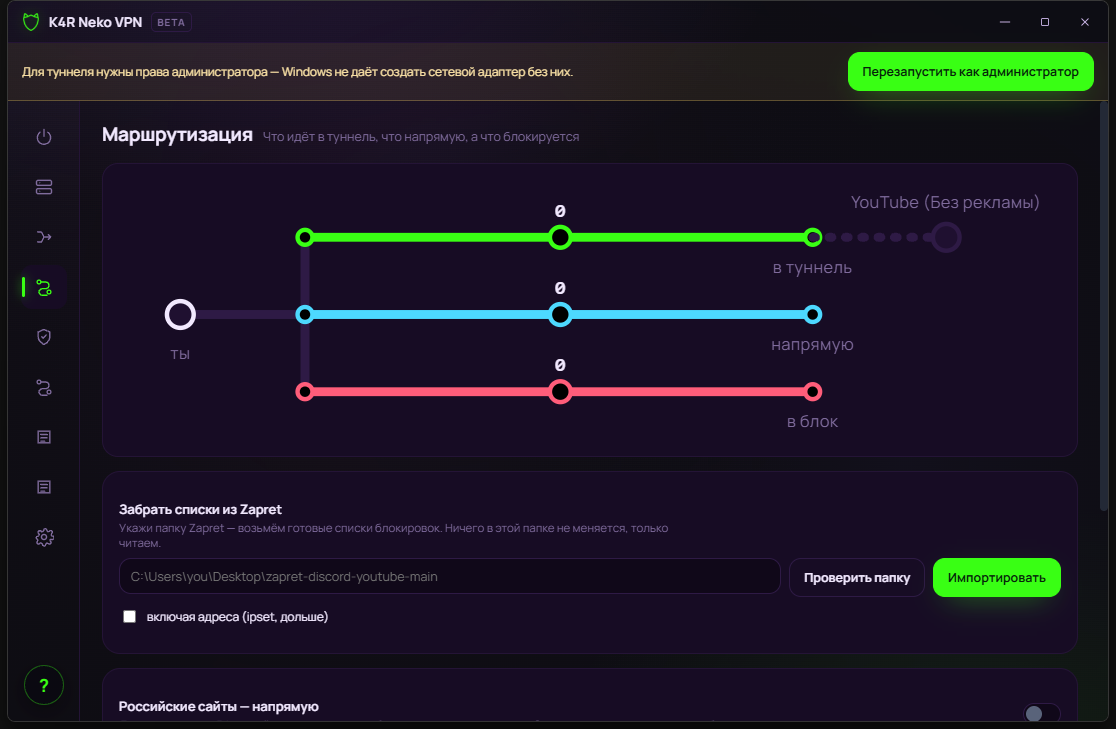 K4R Neko VPN BETA
Для туннеля нужны права администратора — Windows не даёт создать сетевой адаптер без них.
Перезапустить как администратор
Маршрутизация Что идёт в туннель, что напрямую, а что блокируется
YouTube (Без рекламы)
0
в туннель
0
ты
напрямую
0
в блок
Забрать списки из Zapret
Укажи папку Zapret — возьмём готовые списки блокировок. Ничего в этой папке не меняется, только
читаем.
C:\Users\you\Desktop\zapret-discord-youtube-main
Проверить папку
Импортировать
включая адреса (ipset, дольше)
?
Российские сайты — напрямую